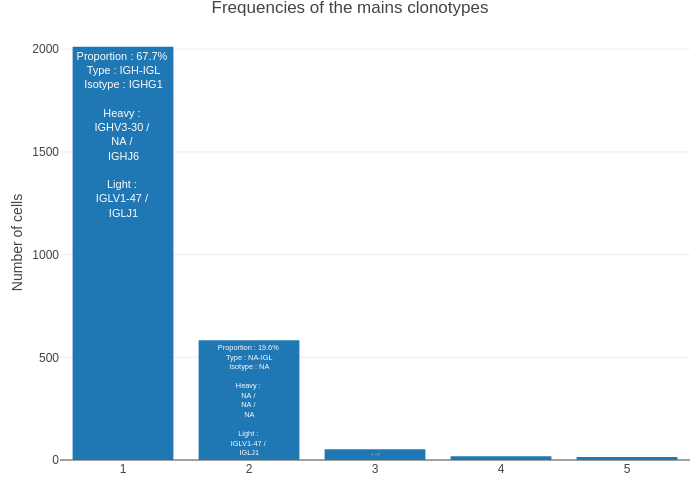 Frequencies of the mains clonotypes
2000
1500
1000
500
0
Number of cells
Proportion : 67.7%
Type : IGH-IGL
Isotype : IGHG1
Heavy :
IGHV3-30 /
NA /
IGHJ6
Light :
IGLV1-47 /
IGLJ1
Proportion : 19.6%
Type : NA-IGL
Isotype : NA
Heavy :
NA /
NA /
NA
Light :
IGLV1-47 /
IGLJ1
1
2
3
4
5